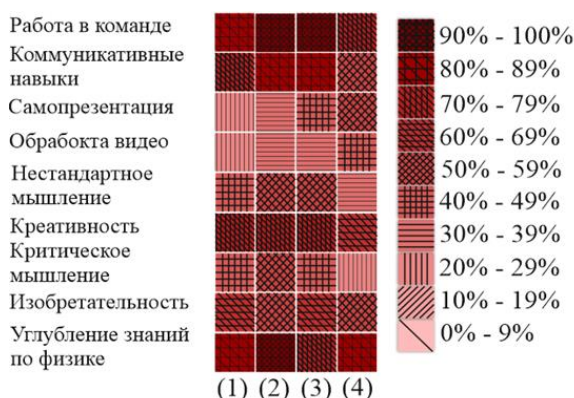 Работа в команде
Коммуникативные
навыки
Самопрезентация
Обрабокта видео
Нестандартное
мышление
Креативность
Критическое
мышление
Изобретательность
Углубление знаний
по физике
(1) (2) (3) (4)
90% - 100%
80% - 89%
70% - 79%
60% - 69%
50% - 59%
40% - 49%
30% - 39%
20% - 29%
10% - 19%
0% - 9%